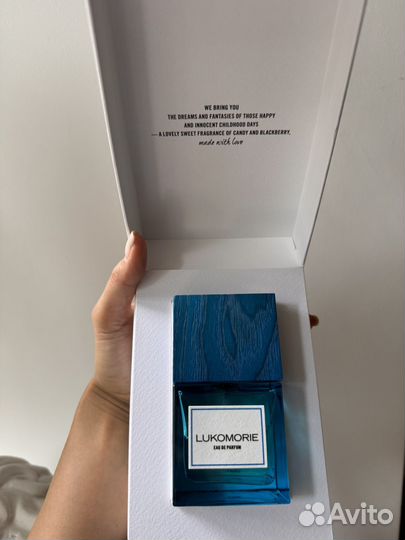 WE BRING YOU
THE DREAMS AND FANTASIES OF THOSE HAPPY
AND INNOCENT CHILDHOOD DAYS
— A LOVELY SWEET FRAGRANCE OF CANDY AND BLACKBERRY,
made with love
LUKOMORIE
EAU DE PARFUM
Avito